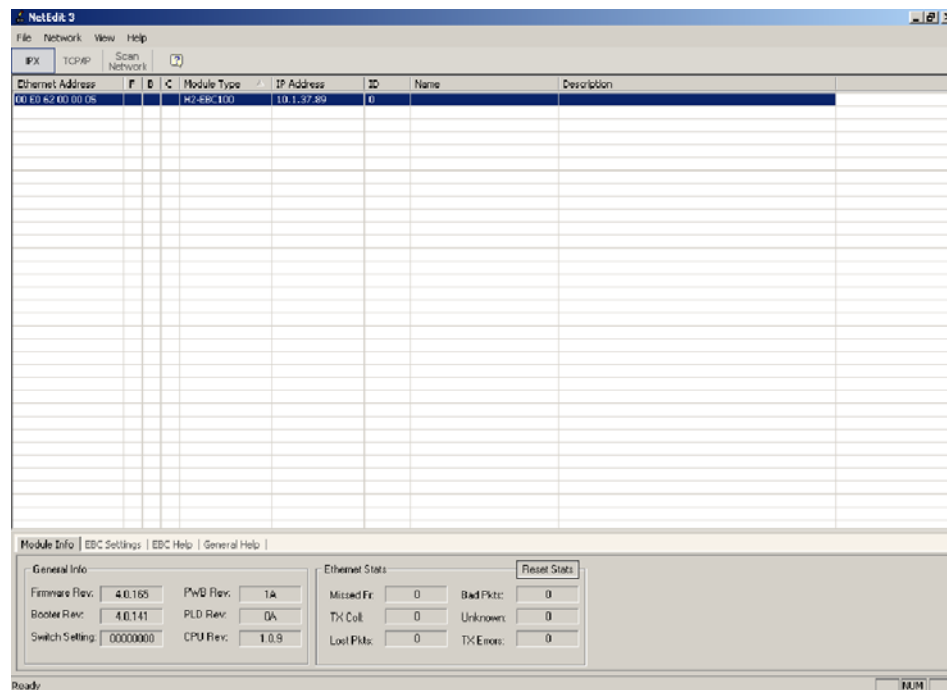 NetEdit 3
File Network View Help
IPX TCP/IP Scan Network
Ethernet Address F B C Module Type IP Address ID Name Description
00 E0 62 00 00 05 H2-EBC100 10.1.37.89 0
Module Info EBC Settings EBC Help General Help
General Info Ethernet Stats Reset Stats
Firmware Rev: 4.0.165 PWB Rev: 1A Missed Fr: 0 Bad Pkts: 0
Booter Rev: 4.0.141 PLD Rev: 0A TX Coll: 0 Unknown: 0
Switch Setting: 00000000 CPU Rev: 1.0.9 Lost Pkts: 0 TX Errors: 0
Ready NUM